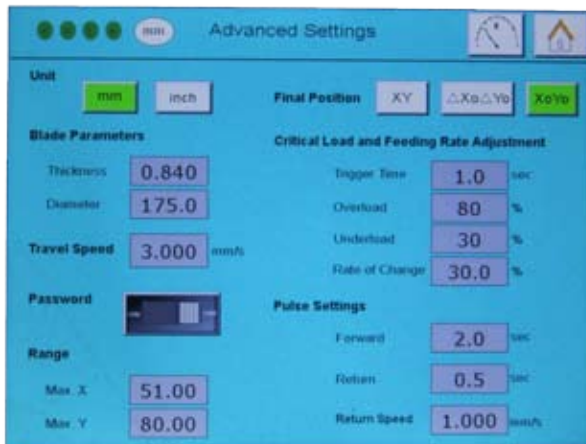 mm
Advanced Settings
Unit
mm
inch
Final Position
XY
△Xo△Yo
XoYo
Blade Parameters
Thickness 0.840
Diameter 175.0
Travel Speed 3.000 mm/s
Password
Range
Max. X 51.00
Max. Y 80.00
Critical Load and Feeding Rate Adjustment
Trigger Time 1.0 sec
Overload 80 %
Underload 30 %
Rate of Change 30.0 %
Pulse Settings
Forward 2.0 sec
Return 0.5 sec
Return Speed 1.000 mm/s